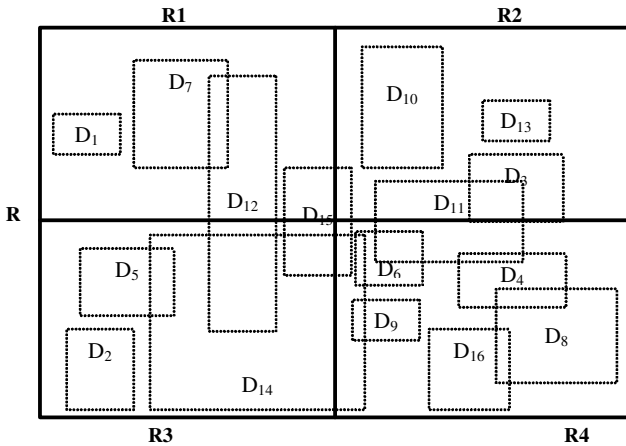 R1 R2
D₇
D₁₀
D₁ D₁₃
D₃
D₁₂ D₁₁
R D₁₅
D₅ D₆ D₄
D₉
D₂ D₁₆ D₈
D₁₄
R3 R4